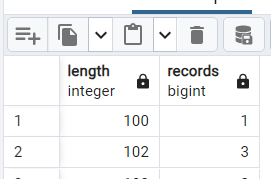 length records
integer bigint
1 100 1
2 102 3